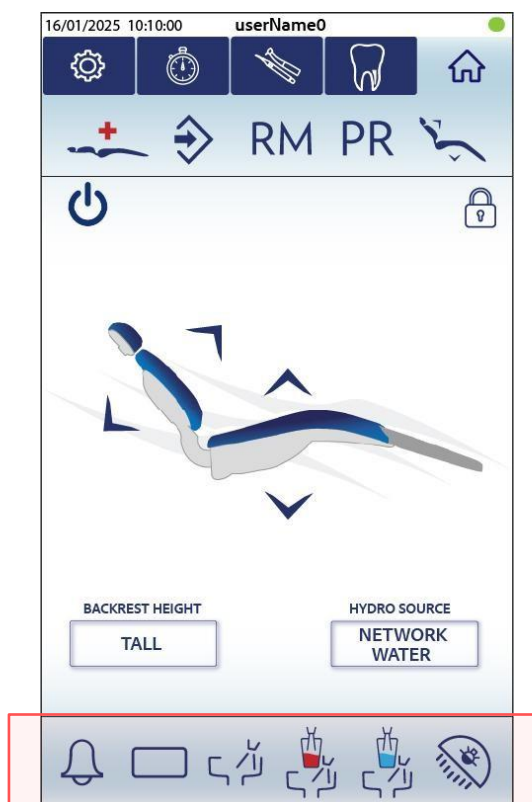 16/01/2025 10:10:00 userName0
RM PR
BACKREST HEIGHT
TALL
HYDRO SOURCE
NETWORK
WATER